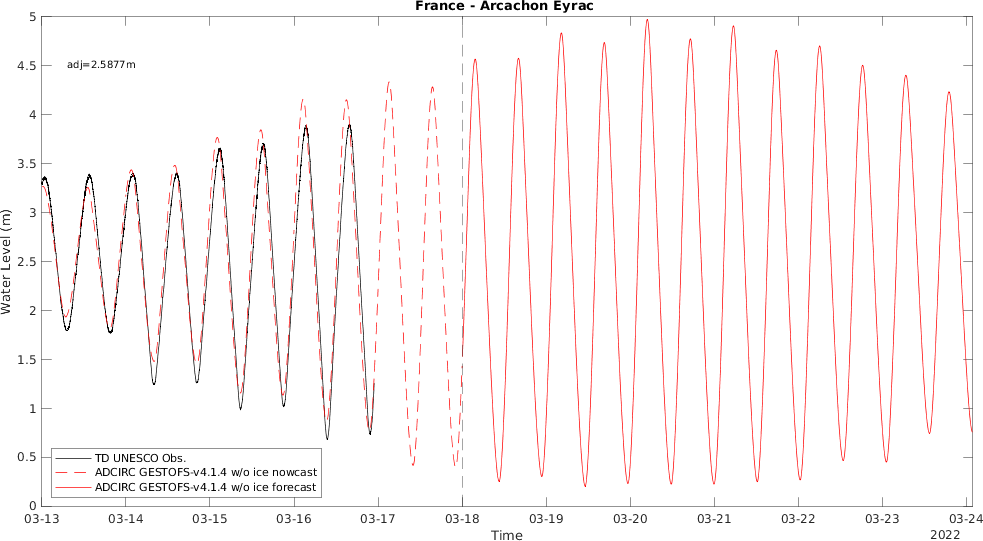 France - Arcachon Eyrac
adj=2.5877m
Water Level (m)
5
4.5
4
3.5
3
2.5
2
1.5
1
0.5
0
TD UNESCO Obs.
ADCIRC GESTOFS-v4.1.4 w/o ice nowcast
ADCIRC GESTOFS-v4.1.4 w/o ice forecast
03-13 03-14 03-15 03-16 03-17 03-18 03-19 03-20 03-21 03-22 03-23 03-24
Time
2022